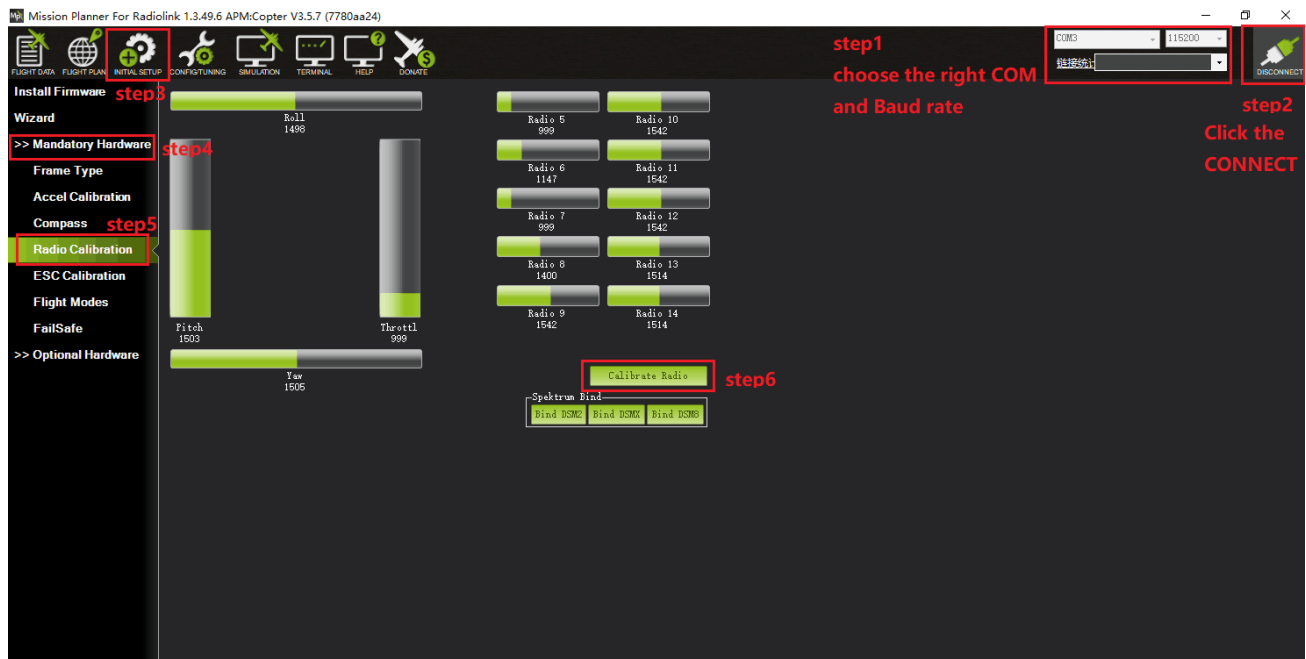 Mission Planner For Radiolink 1.3.49.6 APM:Copter V3.5.7 (7780aa24)
FLIGHT DATA FLIGHT PLAN INITIAL SETUP CONFIG/TUNING SIMULATION TERMINAL HELP DONATE
step1
choose the right COM
and Baud rate
COM3 115200
链接统计
DISCONNECT
step2
Click the
CONNECT
Install Firmware
step3
Wizard
>> Mandatory Hardware
step4
Frame Type
Accel Calibration
Compass
step5
Radio Calibration
ESC Calibration
Flight Modes
FailSafe
>> Optional Hardware
Roll
1498
Pitch
1503
Throttl
999
Yaw
1505
Radio 5
999
Radio 10
1542
Radio 6
1147
Radio 11
1542
Radio 7
999
Radio 12
1542
Radio 8
1400
Radio 13
1514
Radio 9
1542
Radio 14
1514
Calibrate Radio
step6
Spektrum Bind
Bind DSM2 Bind DSMX Bind DSM8